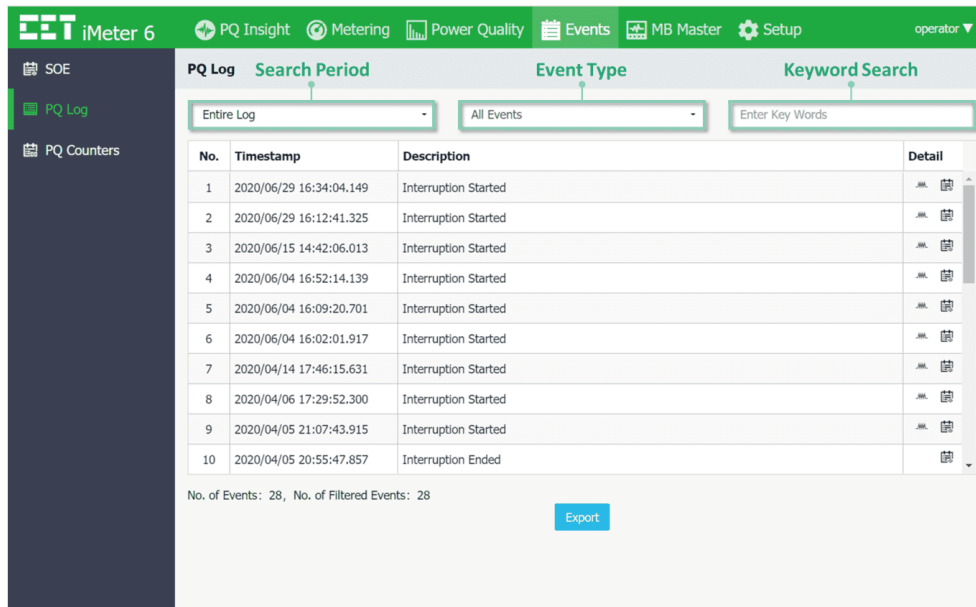 CET iMeter 6 PQ Insight Metering Power Quality Events MB Master Setup operator
SOE
PQ Log
PQ Counters
PQ Log Search Period Event Type Keyword Search
Entire Log All Events Enter Key Words
No. Timestamp Description Detail
1 2020/06/29 16:34:04.149 Interruption Started
2 2020/06/29 16:12:41.325 Interruption Started
3 2020/06/15 14:42:06.013 Interruption Started
4 2020/06/04 16:52:14.139 Interruption Started
5 2020/06/04 16:09:20.701 Interruption Started
6 2020/06/04 16:02:01.917 Interruption Started
7 2020/04/14 17:46:15.631 Interruption Started
8 2020/04/06 17:29:52.300 Interruption Started
9 2020/04/05 21:07:43.915 Interruption Started
10 2020/04/05 20:55:47.857 Interruption Ended
No. of Events: 28, No. of Filtered Events: 28
Export